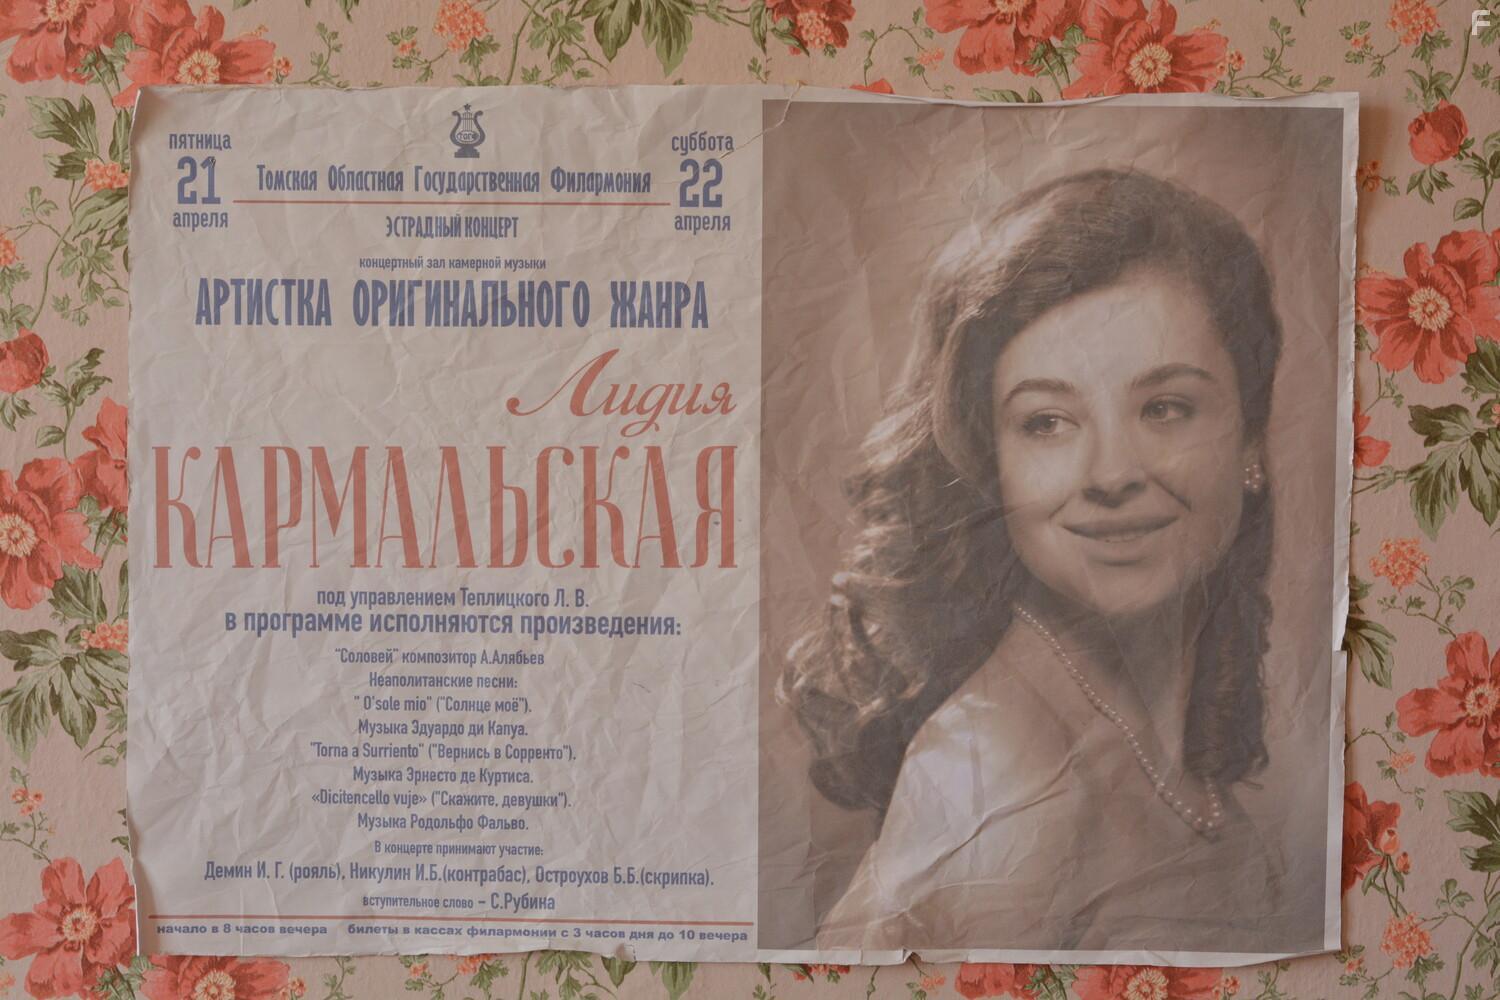 F
пятница
21
апреля
ТОГФ
Томская Областная Государственная Филармония
суббота
22
апреля
ЭСТРАДНЫЙ КОНЦЕРТ
концертный зал камерной музыки
АРТИСТКА ОРИГИНАЛЬНОГО ЖАНРА
Лидия
КАРМАЛЬСКАЯ
под управлением Теплицкого Л. В.
в программе исполняются произведения:
"Соловей" композитор А.Алябьев
Неаполитанские песни:
" O'sole mio" ("Солнце моё").
Музыка Эдуардо ди Капуа.
"Torna a Surriento" ("Вернись в Сорренто").
Музыка Эрнесто де Куртиса.
«Dicitencello vuje» ("Скажите, девушки").
Музыка Родольфо Фальво.
В концерте принимают участие:
Демин И. Г. (рояль), Никулин И.Б.(контрабас), Остроухов Б.Б.(скрипка).
вступительное слово – С.Рубина
начало в 8 часов вечера билеты в кассах филармонии с 3 часов дня до 10 вечера